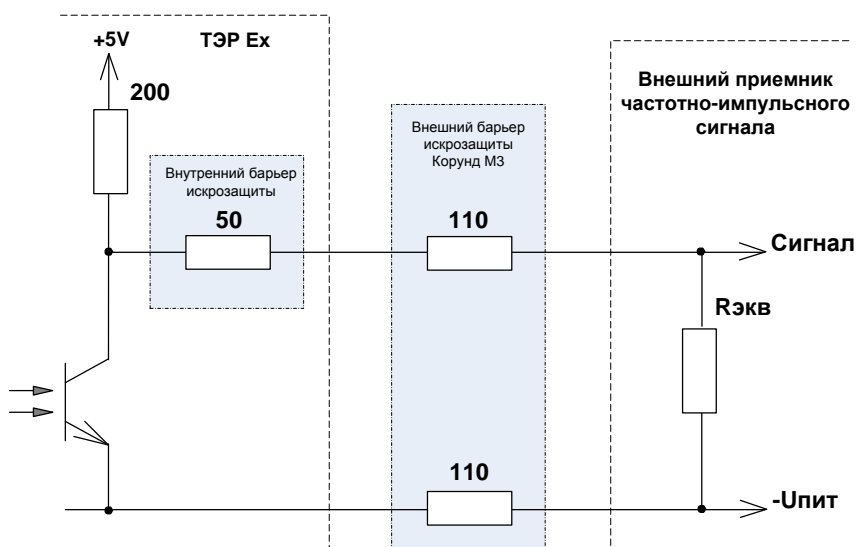 +5V
ТЭР Ex
200
Внутренний барьер
искрозащиты
50
Внешний барьер
искрозащиты
Корунд М3
110
Внешний приемник
частотно-импульсного
сигнала
Сигнал
Rэкв
110
-Uпит